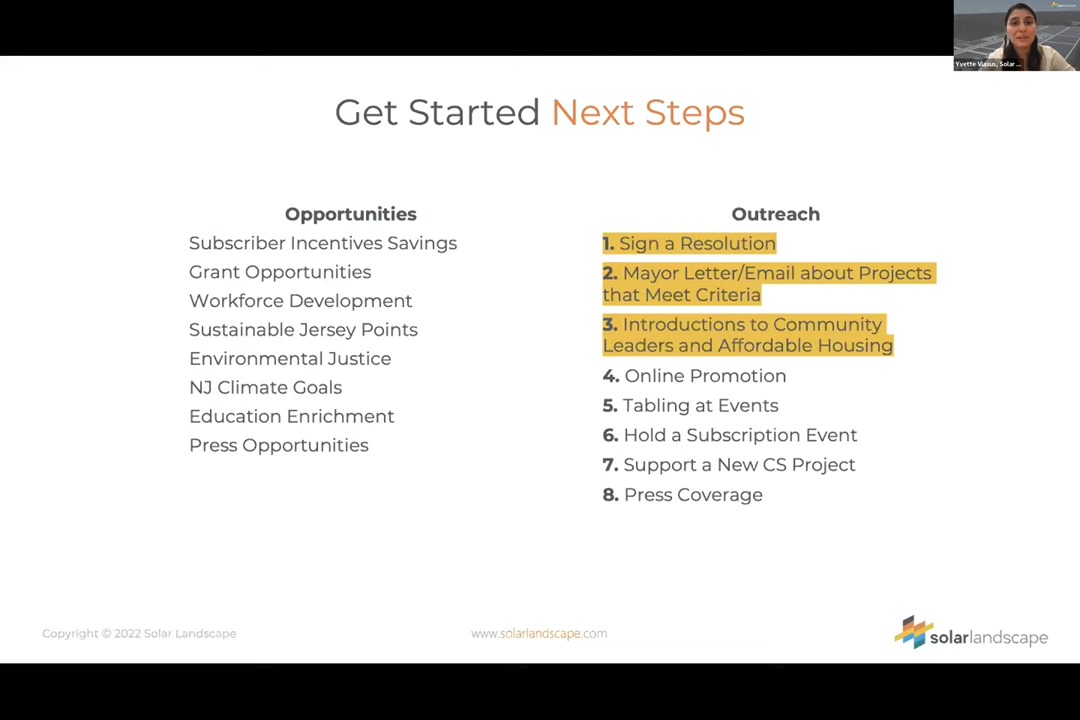 Yvette Viasus, Solar ...
Get Started Next Steps
Opportunities
Subscriber Incentives Savings
Grant Opportunities
Workforce Development
Sustainable Jersey Points
Environmental Justice
NJ Climate Goals
Education Enrichment
Press Opportunities
Outreach
1. Sign a Resolution
2. Mayor Letter/Email about Projects
that Meet Criteria
3. Introductions to Community
Leaders and Affordable Housing
4. Online Promotion
5. Tabling at Events
6. Hold a Subscription Event
7. Support a New CS Project
8. Press Coverage
Copyright © 2022 Solar Landscape
www.solarlandscape.com
solarlandscape